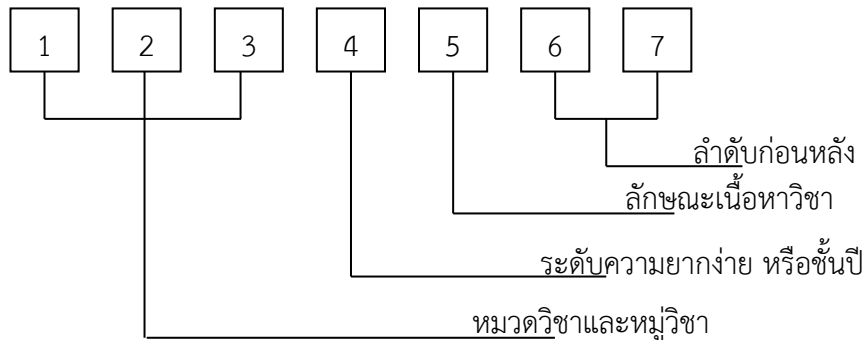 1 2 3 4 5 6 7
ลำดับก่อนหลัง
ลักษณะเนื้อหาวิชา
ระดับความยากง่าย หรือชั้นปี
หมวดวิชาและหมู่วิชา